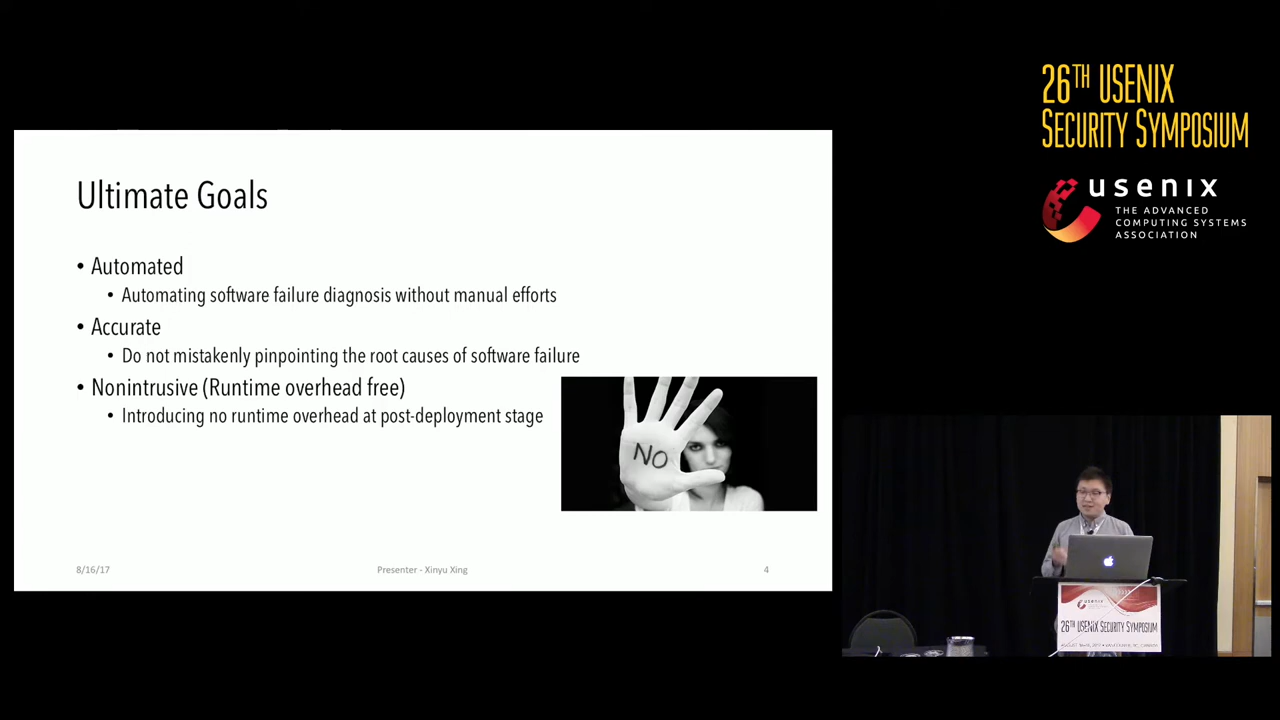 26TH USENIX
SECURITY SYMPOSIUM
usenix
THE ADVANCED
COMPUTING SYSTEMS
ASSOCIATION
Ultimate Goals
• Automated
• Automating software failure diagnosis without manual efforts
• Accurate
• Do not mistakenly pinpointing the root causes of software failure
• Nonintrusive (Runtime overhead free)
• Introducing no runtime overhead at post-deployment stage
NO
8/16/17
Presenter - Xinyu Xing
4
usenix
26TH USENIX SECURITY SYMPOSIUM